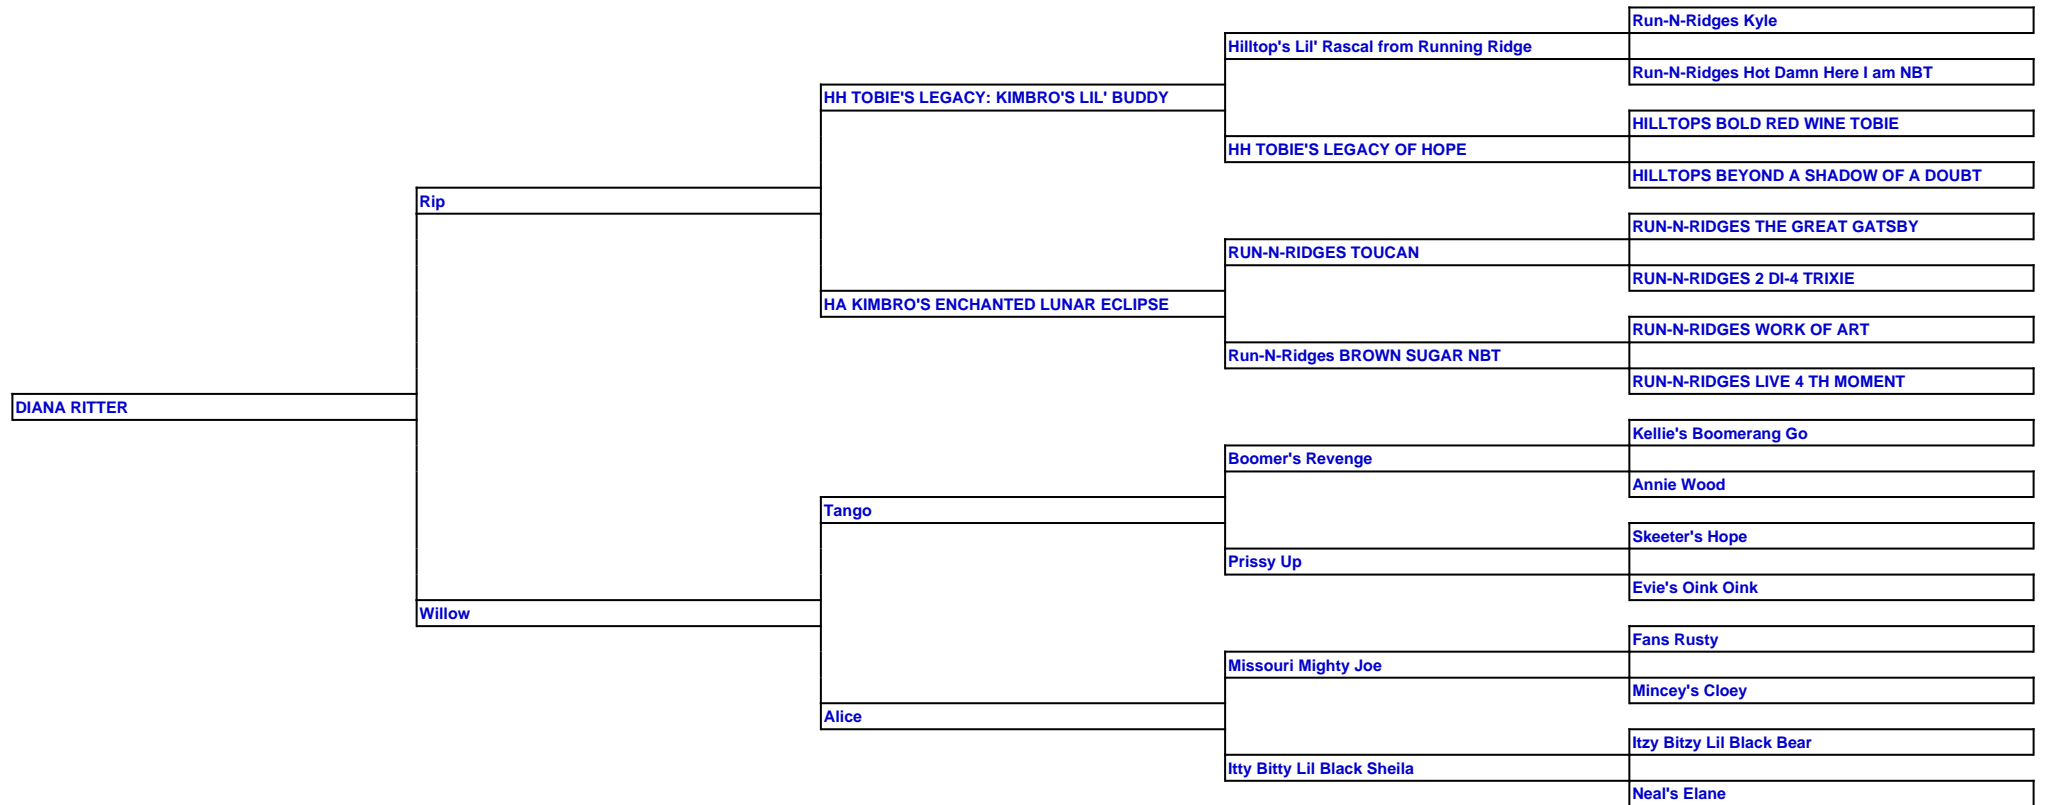 Run-N-Ridges Kyle
Hilltop's Lil' Rascal from Running Ridge
Run-N-Ridges Hot Damn Here I am NBT
HH TOBIE'S LEGACY: KIMBRO'S LIL' BUDDY
HILLTOPS BOLD RED WINE TOBIE
HH TOBIE'S LEGACY OF HOPE
HILLTOPS BEYOND A SHADOW OF A DOUBT
Rip
RUN-N-RIDGES THE GREAT GATSBY
RUN-N-RIDGES TOUCAN
RUN-N-RIDGES 2 DI-4 TRIXIE
HA KIMBRO'S ENCHANTED LUNAR ECLIPSE
RUN-N-RIDGES WORK OF ART
Run-N-Ridges BROWN SUGAR NBT
RUN-N-RIDGES LIVE 4 TH MOMENT
DIANA RITTER
Kellie's Boomerang Go
Boomer's Revenge
Annie Wood
Tango
Skeeter's Hope
Prissy Up
Evie's Oink Oink
Willow
Fans Rusty
Missouri Mighty Joe
Mincey's Cloey
Alice
Itzy Bitzy Lil Black Bear
Itty Bitty Lil Black Sheila
Neal's Elane